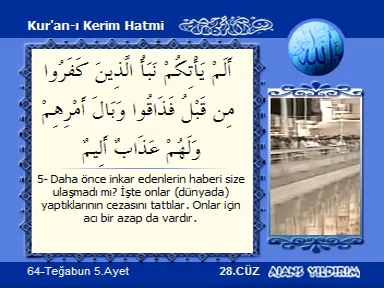 Kur'an-ı Kerim Hatmi
الله
أَلَمْ يَأْتِكُمْ نَبَأُ الَّذِينَ كَفَرُوا
مِن قَبْلُ فَذَاقُوا وَبَالَ أَمْرِهِمْ
وَلَهُمْ عَذَابٌ أَلِيمٌ
5- Daha önce inkar edenlerin haberi size
ulaşmadı mı? İşte onlar (dünyada)
yaptıklarının cezasını tattılar. Onlar için
acı bir azap da vardır.
64-Teğabun 5.Ayet
28.CÜZ
AJANS YILDIRIM